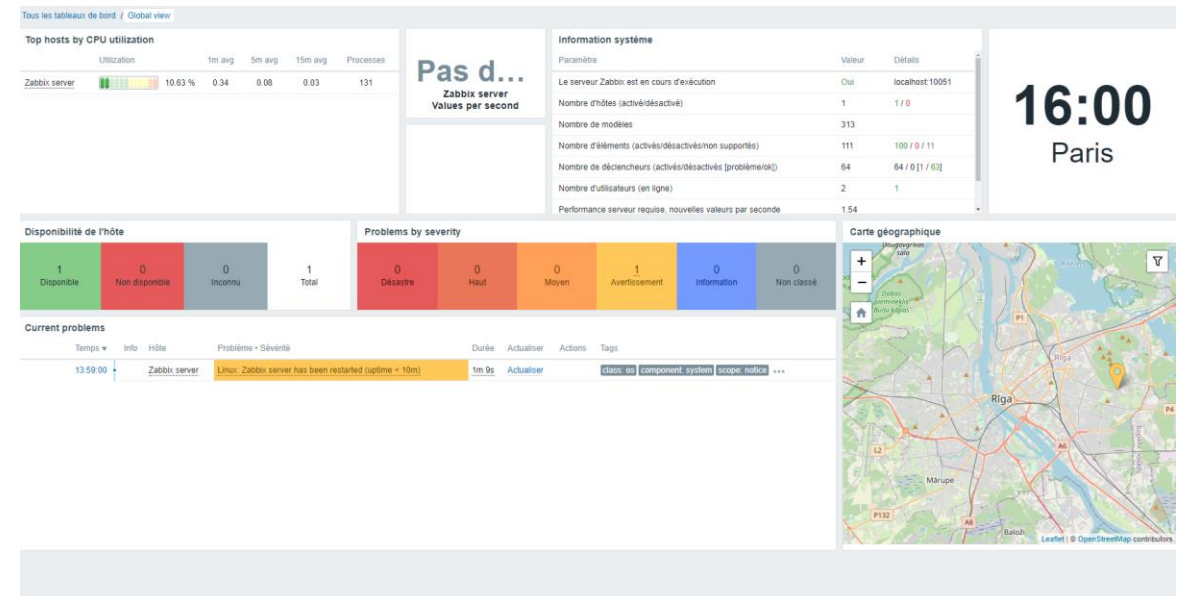 Tous les tableaux de bord / Global view
Top hosts by CPU utilization
Utilization 1m avg 5m avg 15m avg Processes
Zabbix server 10.63 % 0.34 0.08 0.03 131
Pas d...
Zabbix server
Values per second
Information système
Paramètre Valeur Détails
Le serveur Zabbix est en cours d'exécution Oui localhost:10051
Nombre d'hôtes (activé/désactivé) 1 1 / 0
Nombre de modèles 313
Nombre d'éléments (activés/désactivés/non supportés) 111 100 / 0 / 11
Nombre de déclencheurs (activés/désactivés [problème/ok]) 64 64 / 0 [1 / 63]
Nombre d'utilisateurs (en ligne) 2 1
Performance serveur requise, nouvelles valeurs par seconde 1.54
16:00
Paris
Disponibilité de l'hôte
1 Disponible
0 Non disponible
0 Inconnu
1 Total
Problems by severity
0 Désastre
0 Haut
0 Moyen
1 Avertissement
0 Information
0 Non classé
Current problems
Temps ▼ Info Hôte Problème • Sévérité Durée Actualiser Actions Tags
13:59:00 Zabbix server Linux: Zabbix server has been restarted (uptime < 10m) 1m 9s Actualiser class: os component: system scope: notice •••
Carte géographique
+
−
P1
Rīga
Rīga
P4
A6
L2
Mārupe
P132
A8
Baloži
Leaflet | © OpenStreetMap contributors